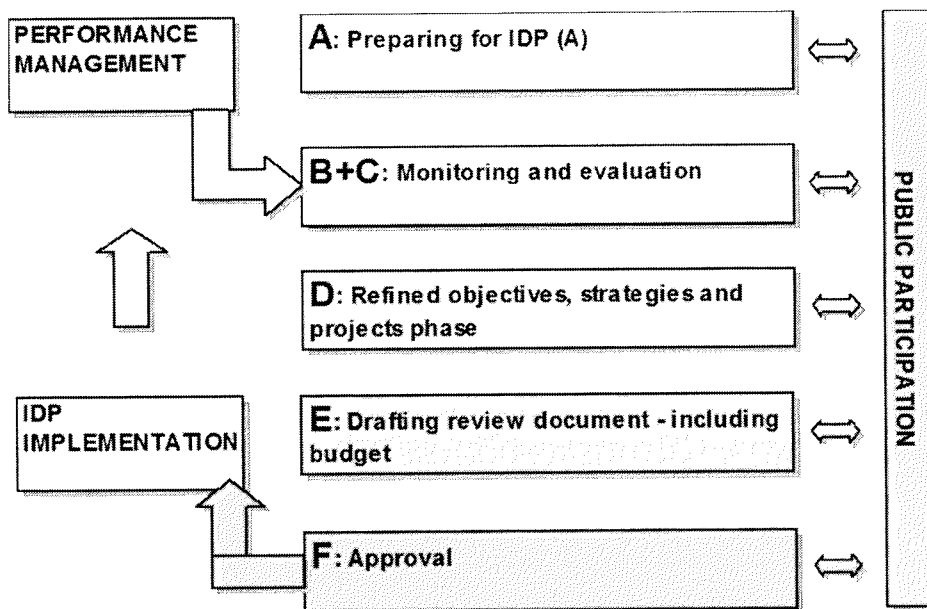 PERFORMANCE
MANAGEMENT
A: Preparing for IDP (A)
B+C: Monitoring and evaluation
D: Refined objectives, strategies and
projects phase
IDP
IMPLEMENTATION
E: Drafting review document - including
budget
F: Approval
PUBLIC PARTICIPATION